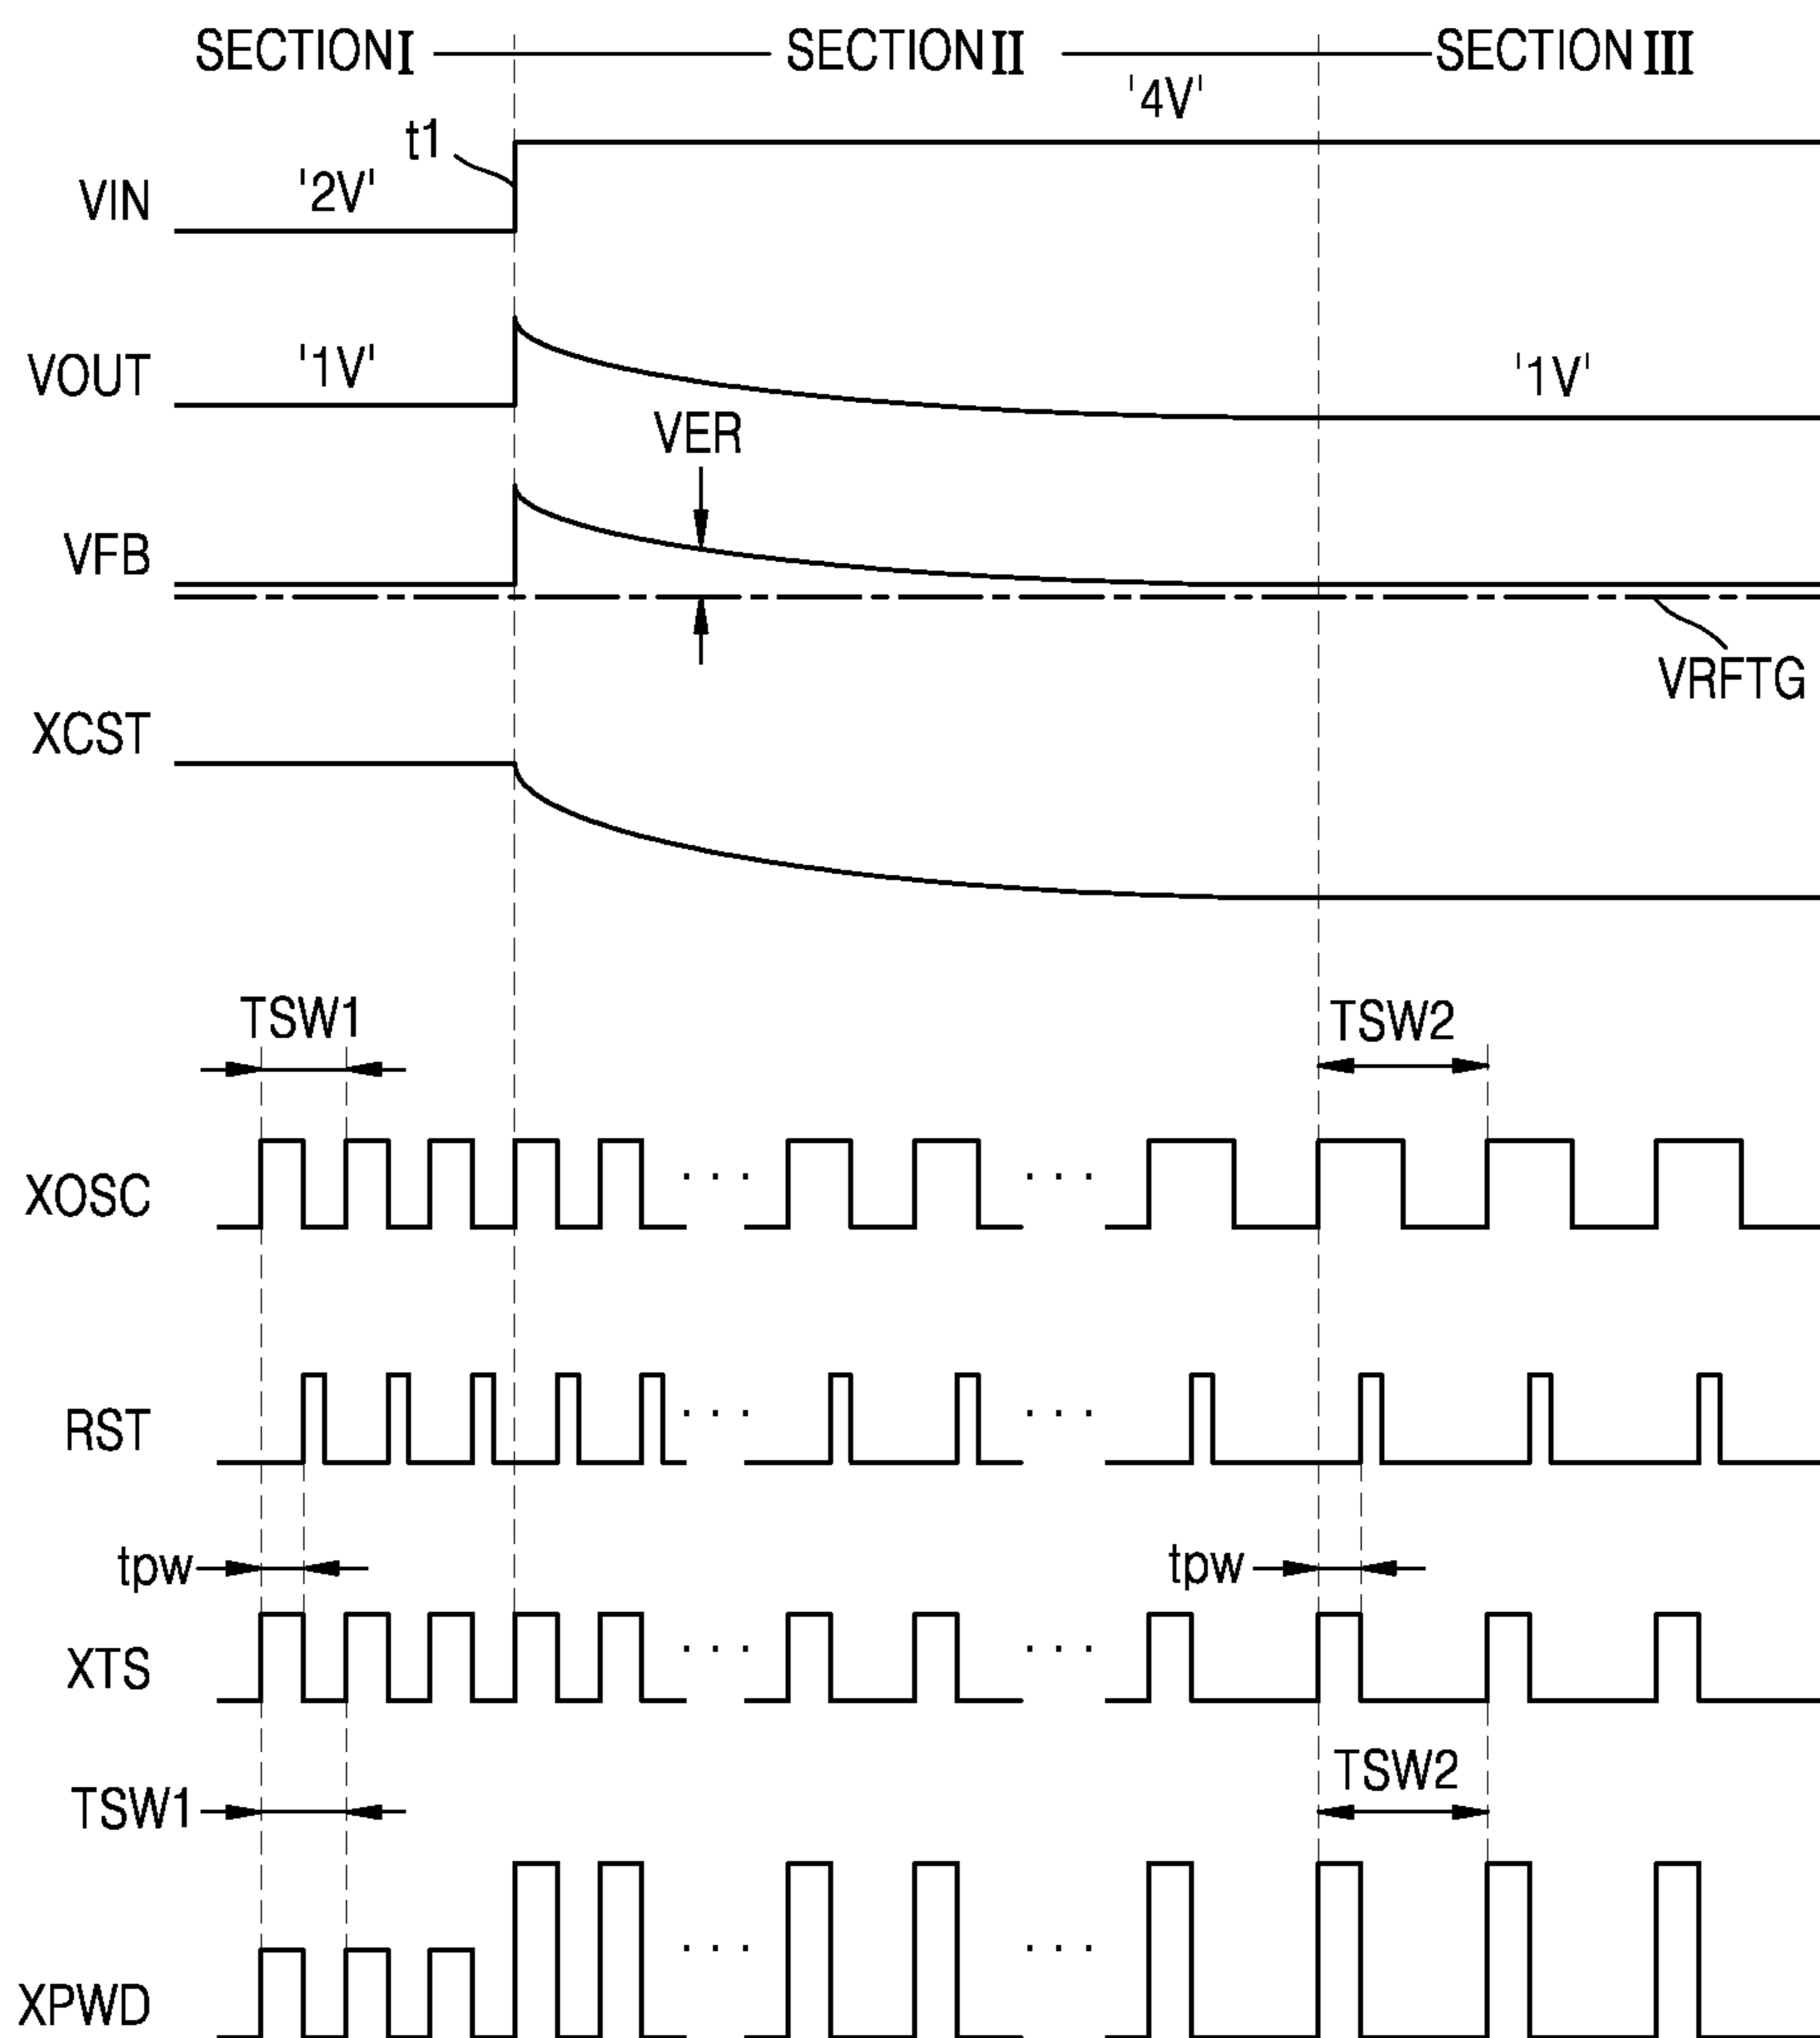 SECTION I SECTION II SECTION III
'4V'
t1
'2V'
VIN
'1V'
VOUT
'1V'
VER
VFB
VRFTG
XCST
TSW1
TSW2
XOSC
· · ·
· · ·
RST
· · ·
· · ·
tpw
tpw
XTS
· · ·
· · ·
TSW2
TSW1
· · ·
· · ·
XPWD